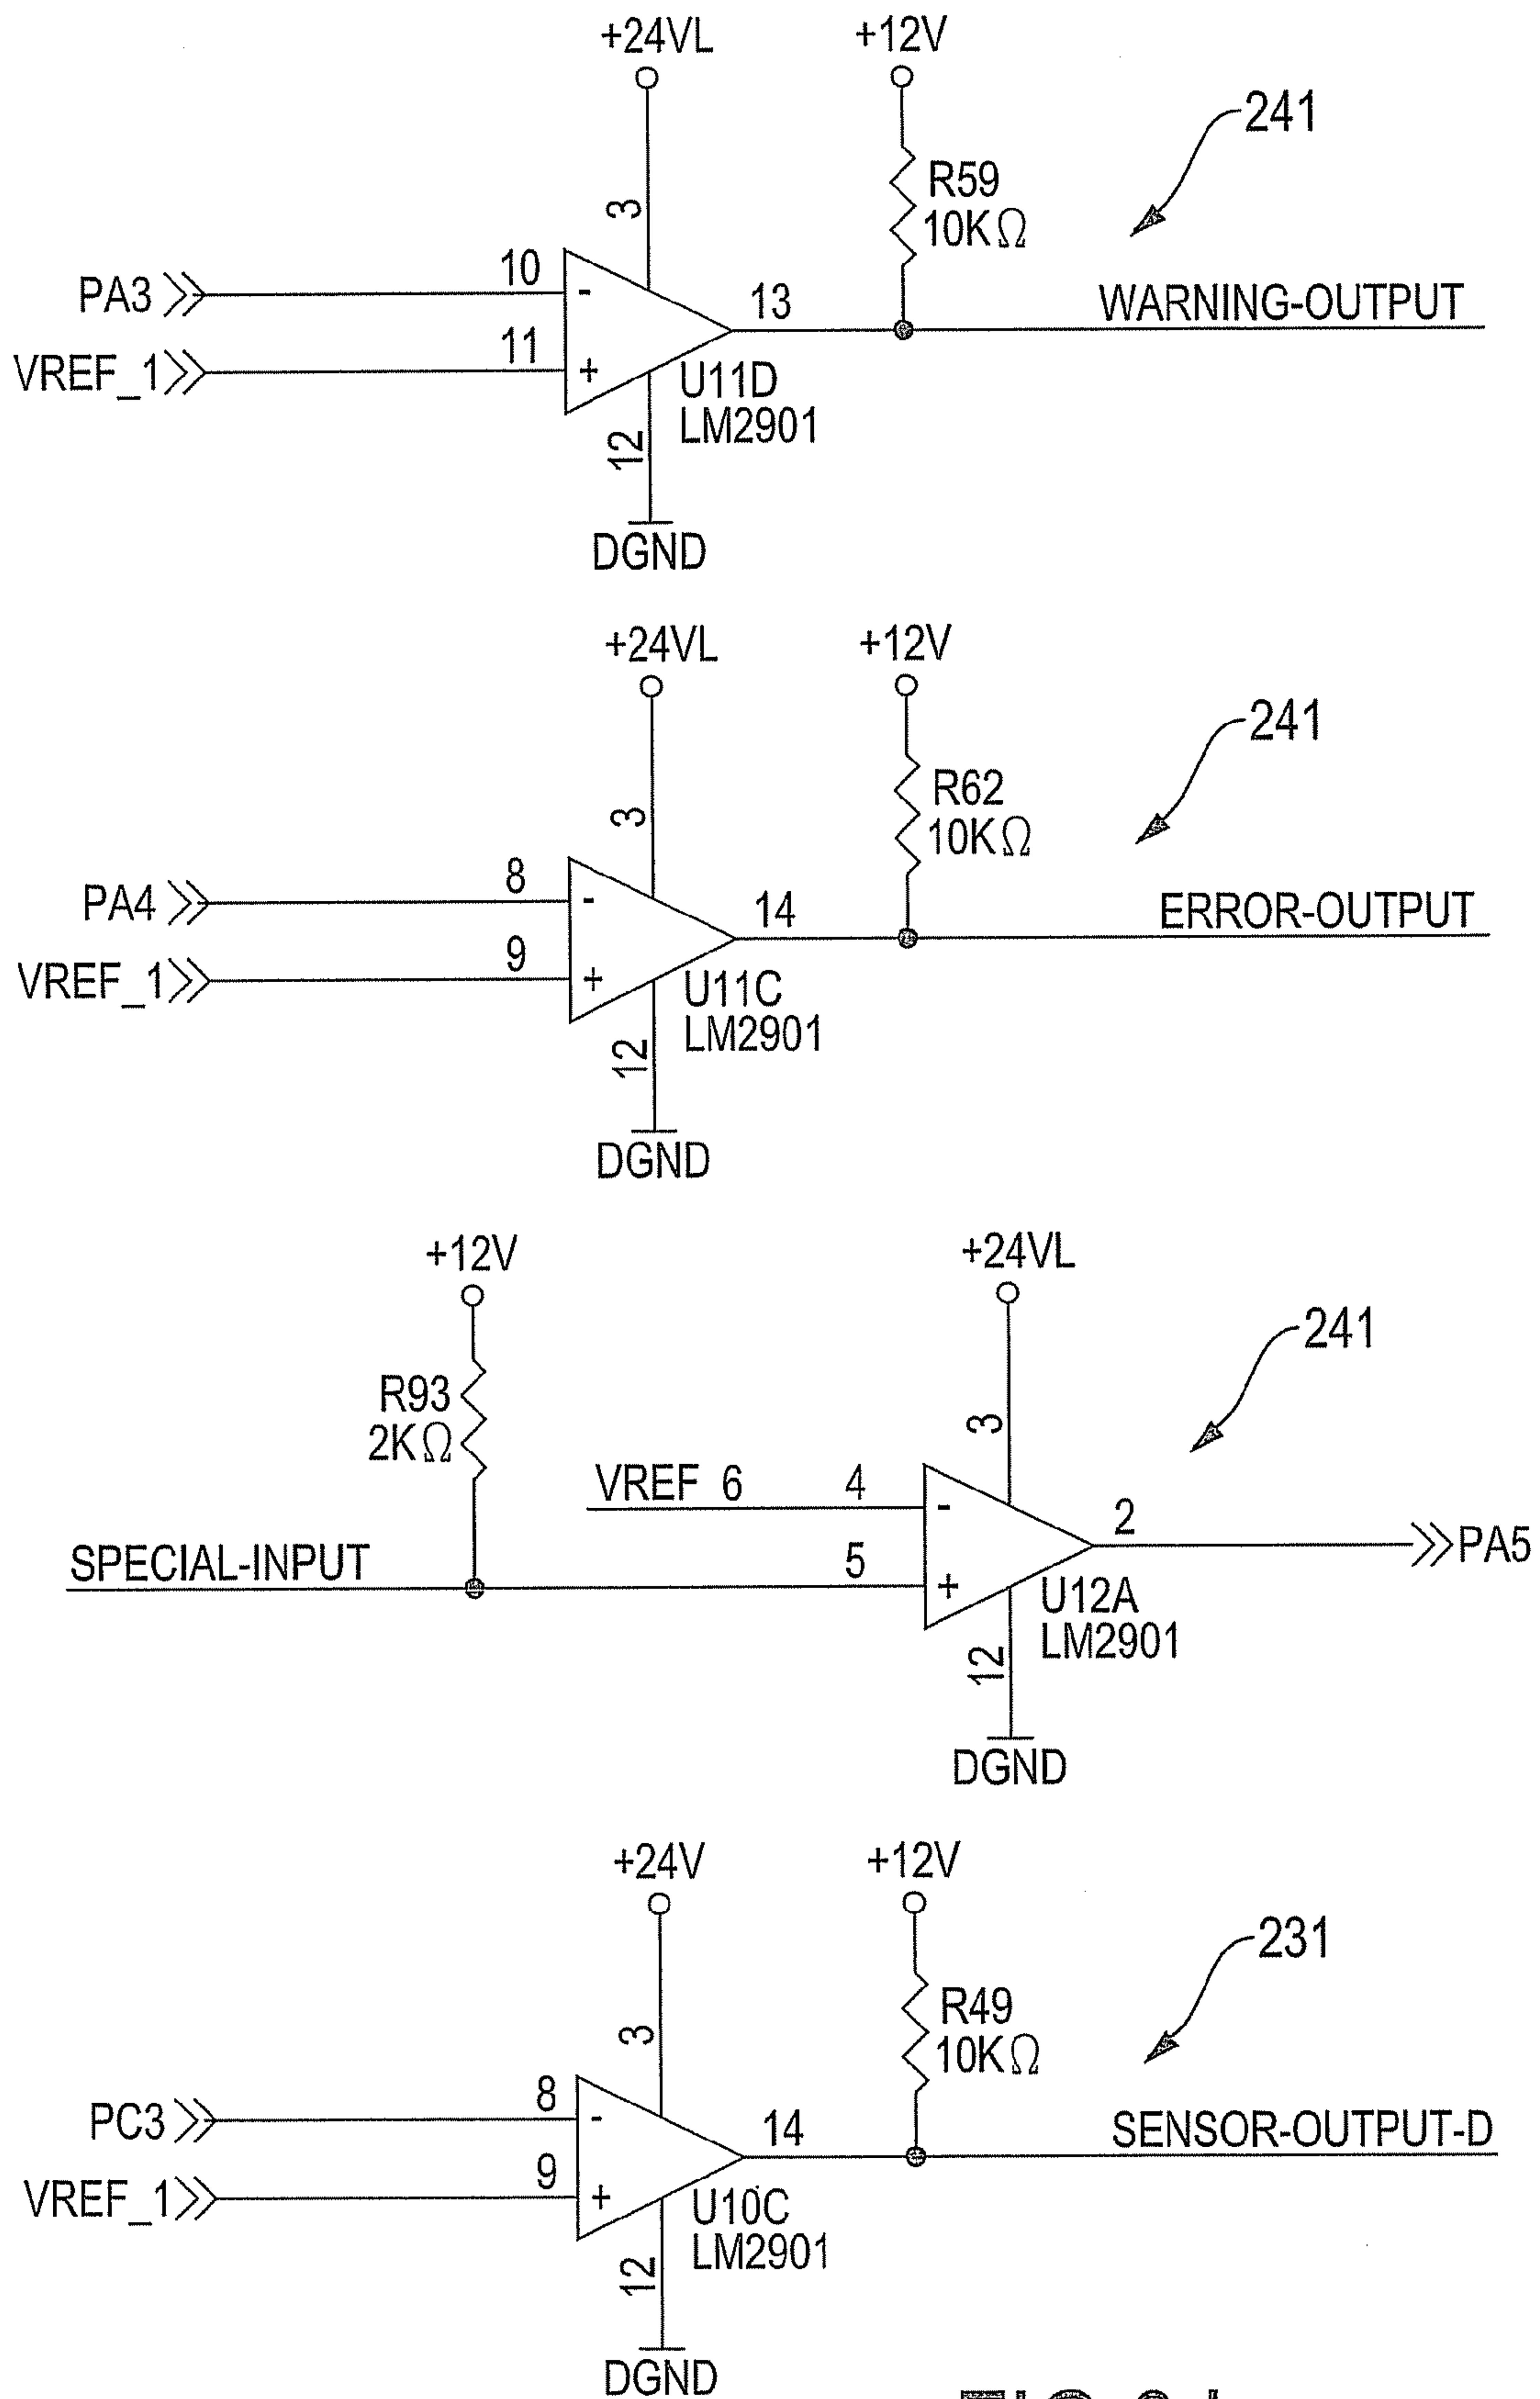 +24VL
+12V
241
R59
10KΩ
3
PA3
10
-
13
WARNING-OUTPUT
VREF_1
11
+
U11D
LM2901
12
DGND
+24VL
+12V
241
R62
10KΩ
3
PA4
8
-
14
ERROR-OUTPUT
VREF_1
9
+
U11C
LM2901
12
DGND
+12V
+24VL
241
R93
2KΩ
3
VREF 6
4
-
2
PA5
SPECIAL-INPUT
5
+
U12A
LM2901
12
DGND
+24V
+12V
231
R49
10KΩ
3
PC3
8
-
14
SENSOR-OUTPUT-D
VREF_1
9
+
U10C
LM2901
12
DGND